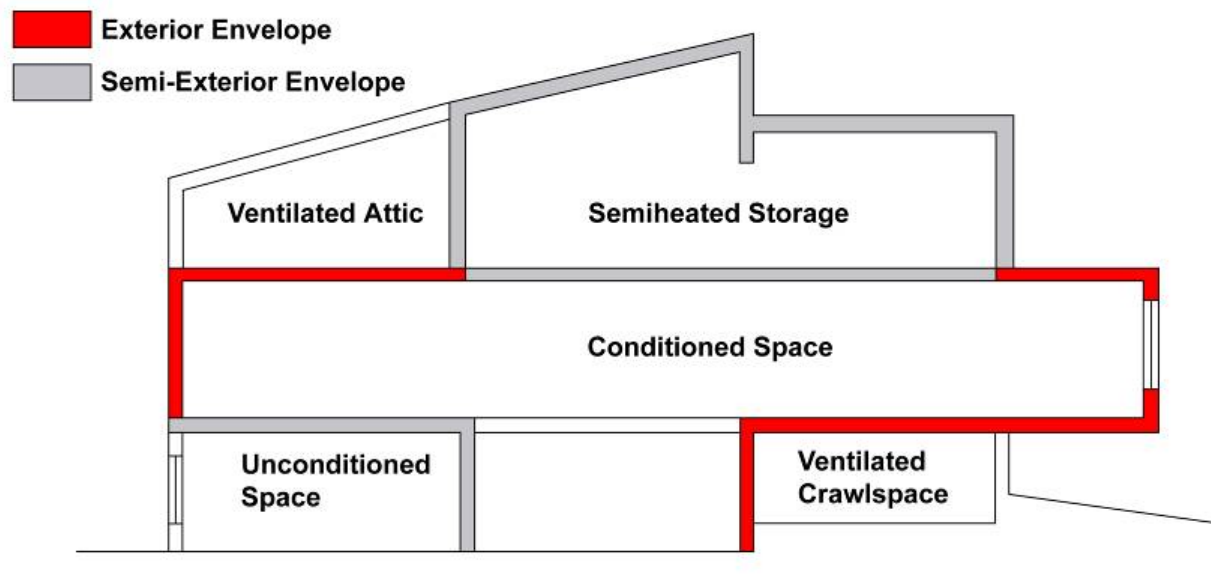 Exterior Envelope
Semi-Exterior Envelope
Ventilated Attic
Semiheated Storage
Conditioned Space
Unconditioned
Space
Ventilated
Crawlspace